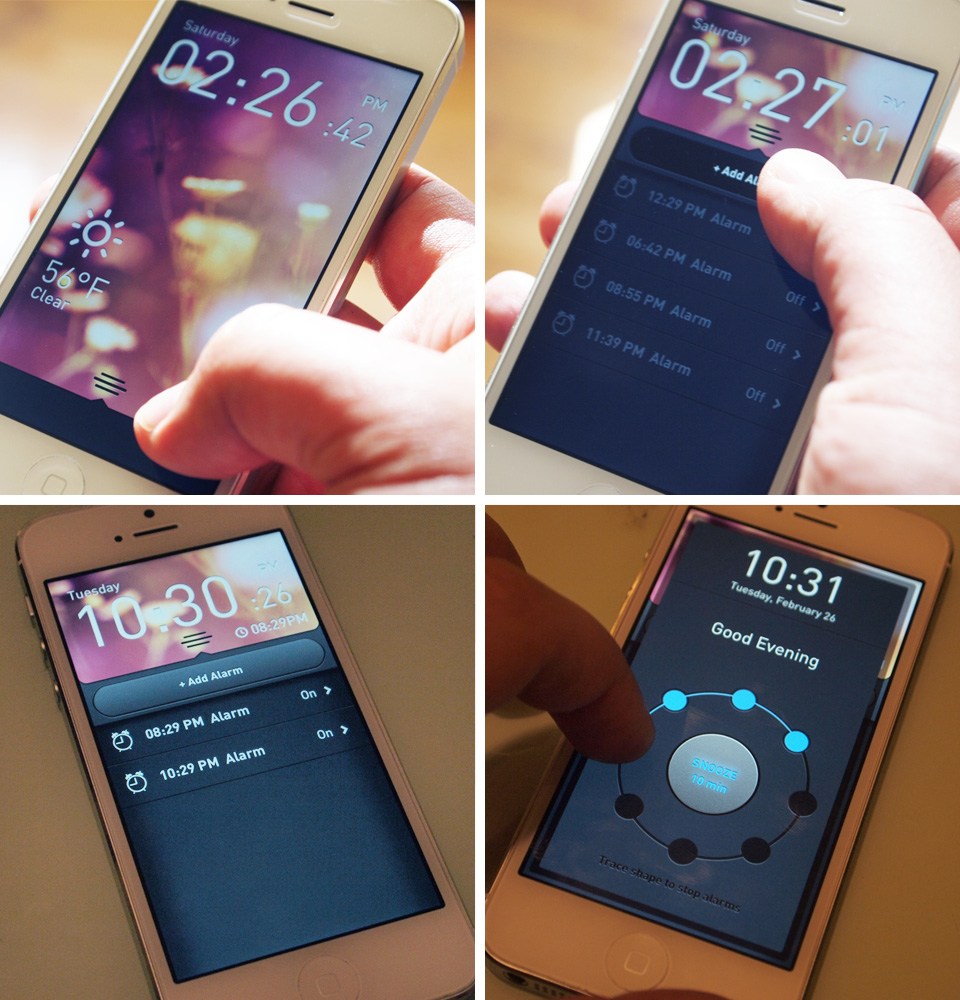 Saturday
02:26
PM
:42
56°F
Clear
Saturday
02:27
PM
:01
+ Add
12:29 PM Alarm
06:42 PM Alarm
Off
08:55 PM Alarm
Off
11:39 PM Alarm
Off
Tuesday
10:30
PM
:26
08:29PM
+ Add Alarm
08:29 PM Alarm
On
10:29 PM Alarm
On
10:31
Tuesday, February 26
Good Evening
SNOOZE
10 min
Trace shape to stop alarms